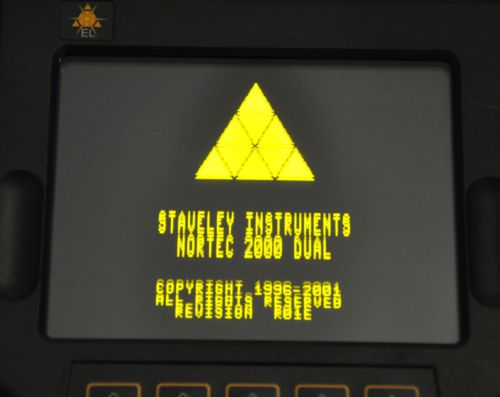 EL
STAVELEY INSTRUMENTS
NORTEC 2000 DUAL
COPYRIGHT 1996-2001
ALL RIGHTS RESERVED
REVISION R01E